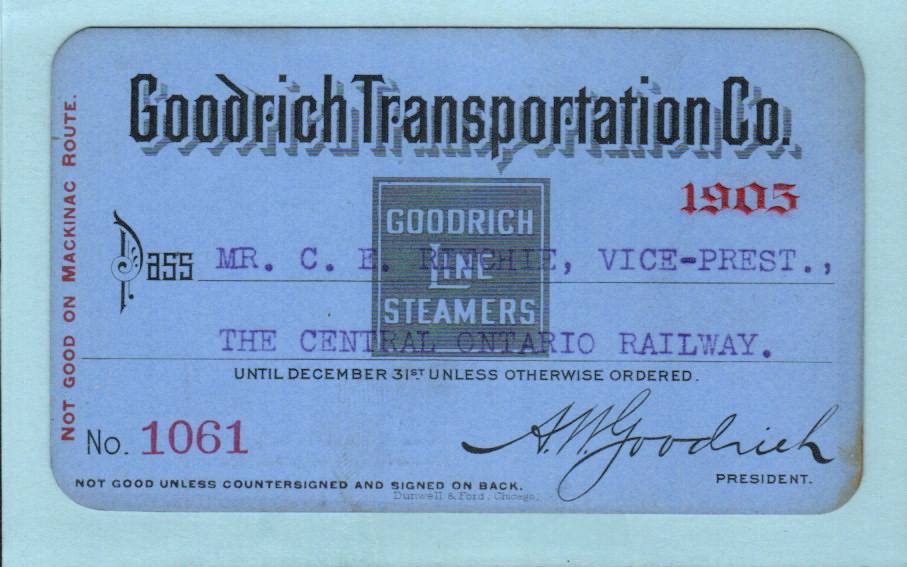 Goodrich Transportation Co.
1905
GOODRICH
LINE
STEAMERS
Pass MR. C. E. RITCHIE, VICE-PREST.,
THE CENTRAL ONTARIO RAILWAY.
UNTIL DECEMBER 31ST UNLESS OTHERWISE ORDERED.
No. 1061
A.W. Goodrich
PRESIDENT.
NOT GOOD UNLESS COUNTERSIGNED AND SIGNED ON BACK.
Dunwell & Ford, Chicago.
NOT GOOD ON MACKINAC ROUTE.